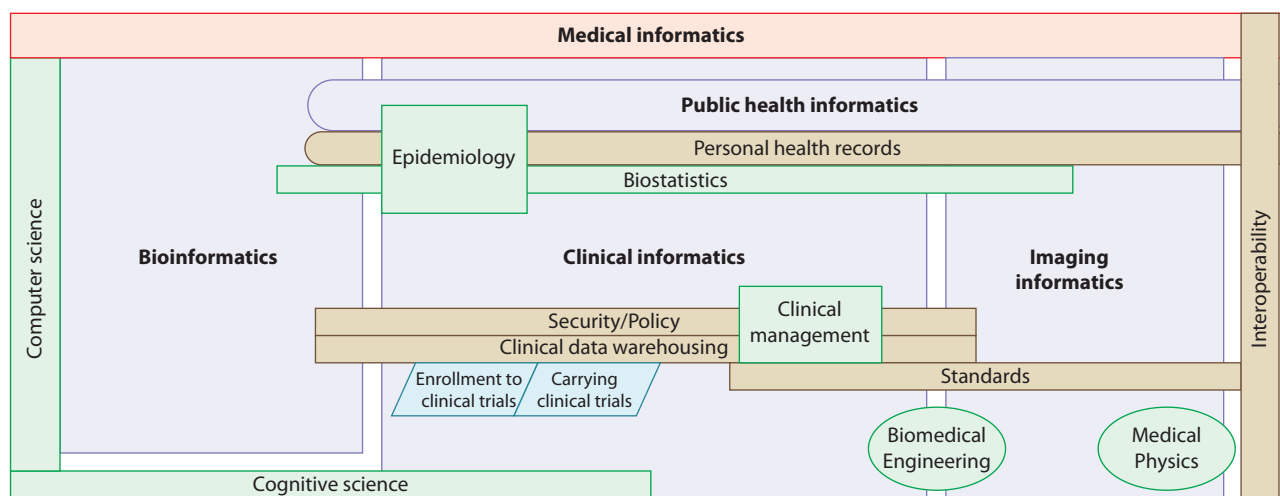 Medical informatics
Public health informatics
Epidemiology
Personal health records
Biostatistics
Computer science
Bioinformatics
Clinical informatics
Imaging
informatics
Interoperability
Clinical
management
Security/Policy
Clinical data warehousing
Enrollment to
clinical trials
Carrying
clinical trials
Standards
Biomedical
Engineering
Medical
Physics
Cognitive science